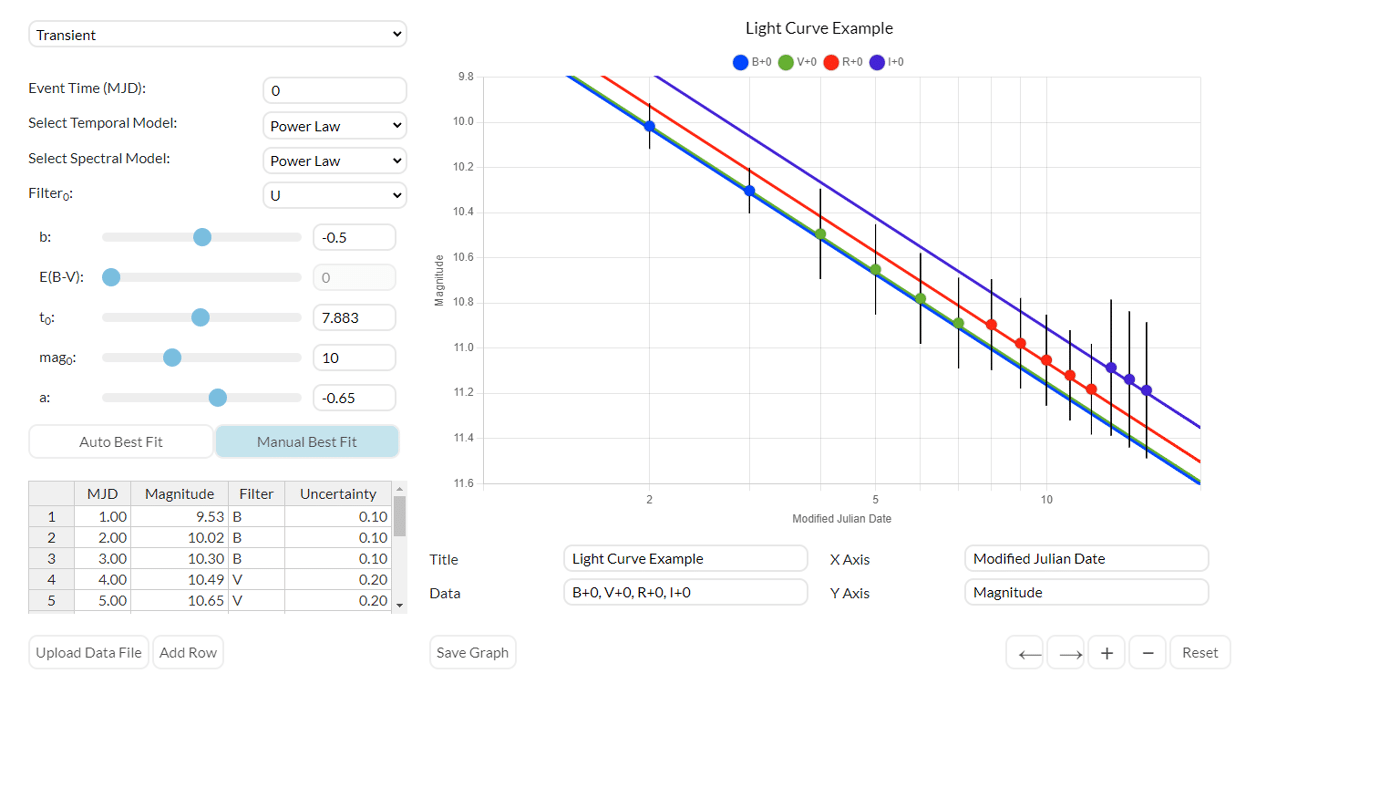 Transient
Event Time (MJD): 0
Select Temporal Model: Power Law
Select Spectral Model: Power Law
Filter0: U
b: -0.5
E(B-V): 0
t0: 7.883
mag0: 10
a: -0.65
Auto Best Fit Manual Best Fit
MJD Magnitude Filter Uncertainty
1 1.00 9.53 B 0.10
2 2.00 10.02 B 0.10
3 3.00 10.30 B 0.10
4 4.00 10.49 V 0.20
5 5.00 10.65 V 0.20
Upload Data File Add Row
Light Curve Example
B+0 V+0 R+0 I+0
Magnitude
9.8
10.0
10.2
10.4
10.6
10.8
11.0
11.2
11.4
11.6
2 5 10
Modified Julian Date
Title Light Curve Example X Axis Modified Julian Date
Data B+0, V+0, R+0, I+0 Y Axis Magnitude
Save Graph ← → + − Reset